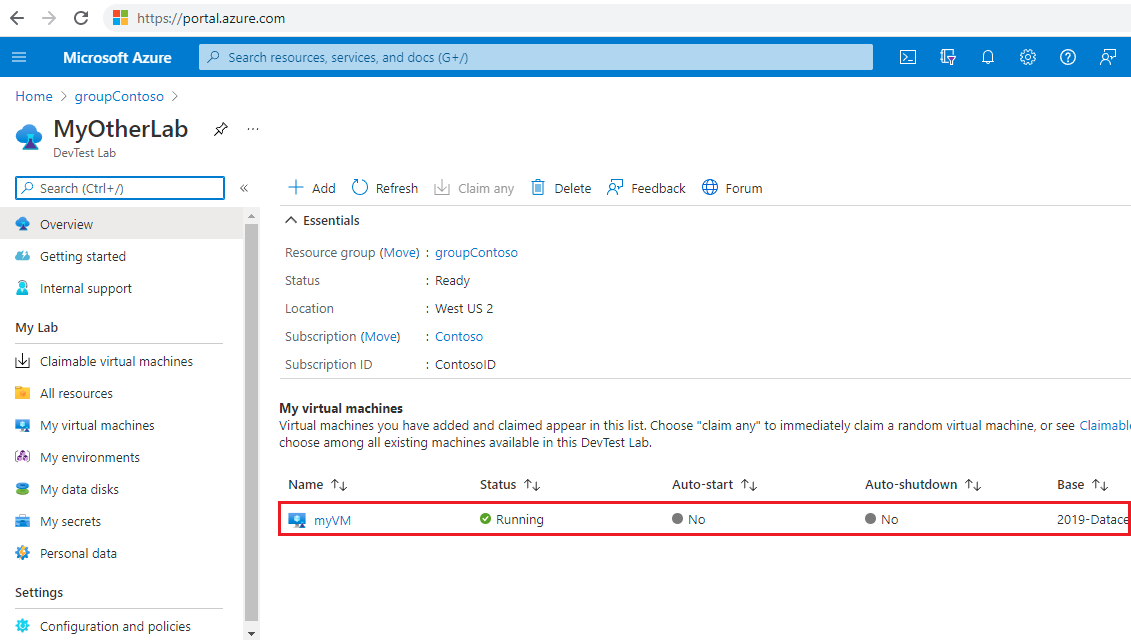 https://portal.azure.com
Microsoft Azure
Search resources, services, and docs (G+/)
Home > groupContoso >
MyOtherLab
DevTest Lab
Search (Ctrl+/)
«
Add
Refresh
Claim any
Delete
Feedback
Forum
Overview
Getting started
Internal support
My Lab
Claimable virtual machines
All resources
My virtual machines
My environments
My data disks
My secrets
Personal data
Settings
Configuration and policies
Essentials
Resource group (Move) : groupContoso
Status : Ready
Location : West US 2
Subscription (Move) : Contoso
Subscription ID : ContosoID
My virtual machines
Virtual machines you have added and claimed appear in this list. Choose "claim any" to immediately claim a random virtual machine, or see Claimabl
choose among all existing machines available in this DevTest Lab.
Name ↑↓ Status ↑↓ Auto-start ↑↓ Auto-shutdown ↑↓ Base ↑↓
myVM Running No No 2019-Datace